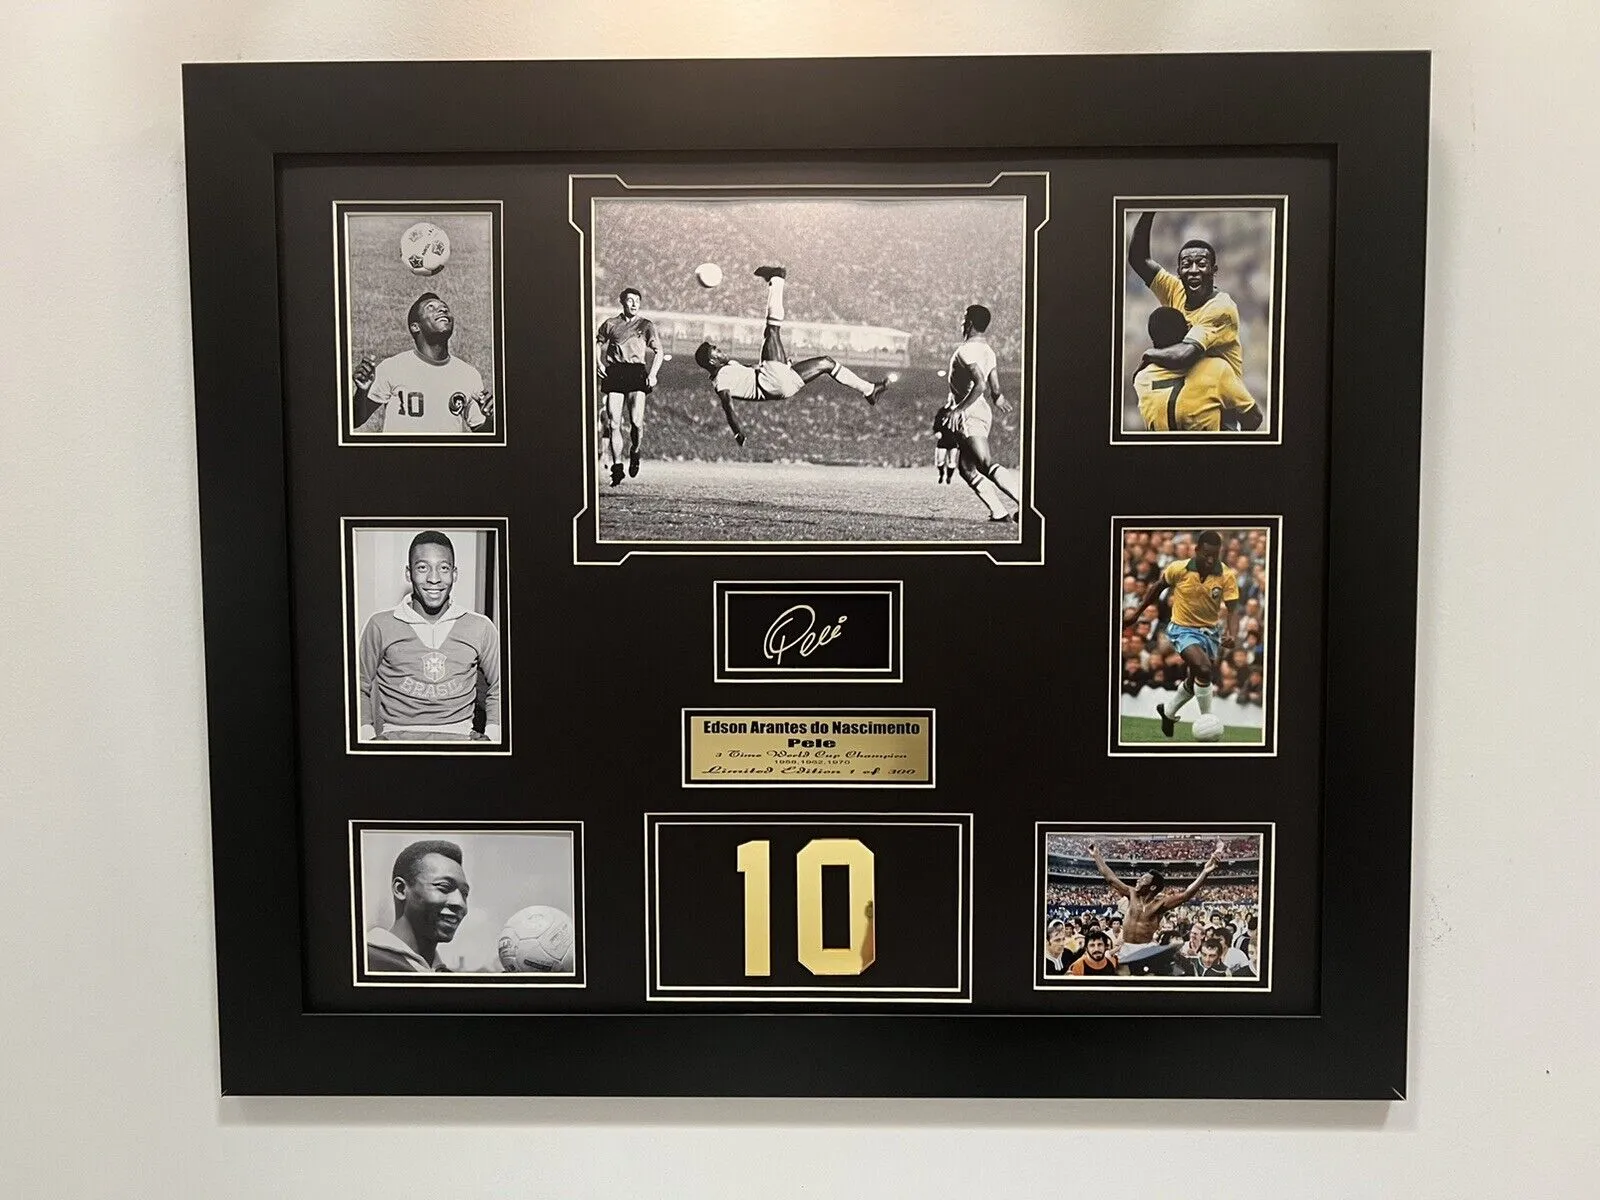 10
7
BRASIL
Pelé
Edson Arantes do Nascimento
Pele
3 Time World Cup Champion
1958,1962,1970
Limited Edition 1 of 300
10